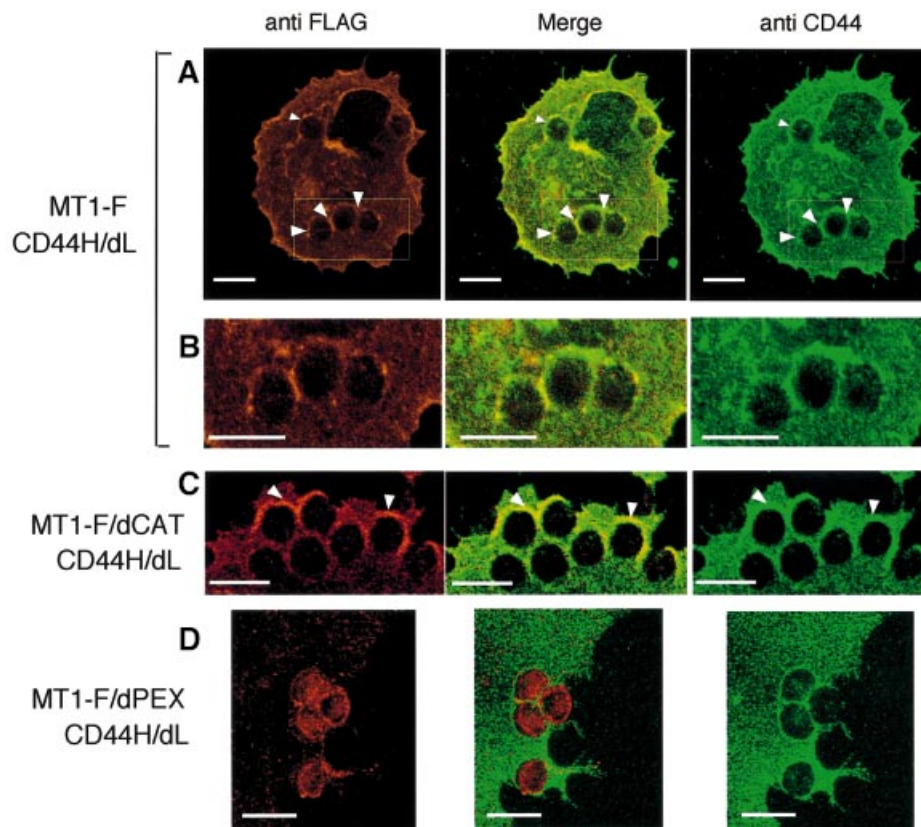 anti FLAG
Merge
anti CD44
A
MT1-F
CD44H/dL
B
C
MT1-F/dCAT
CD44H/dL
D
MT1-F/dPEX
CD44H/dL